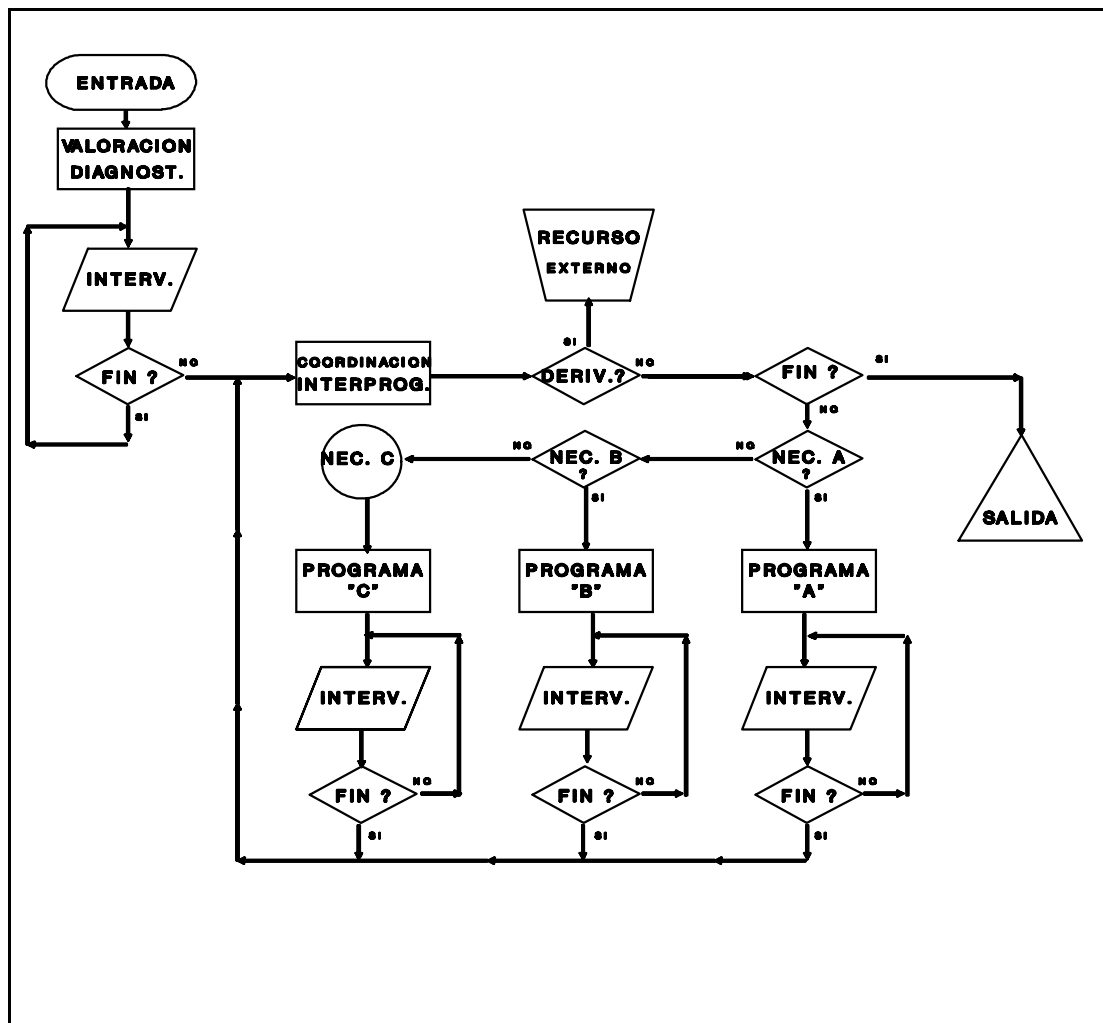 ENTRADA
VALORACION
DIAGNOST.
INTERV.
FIN ?
NO
SI
COORDINACION
INTERPROG.
RECURSO
EXTERNO
SI
DERIV.?
NO
FIN ?
SI
NO
NEC. C
NO
NEC. B
?
SI
NO
NEC. A
?
SI
SALIDA
PROGRAMA
"C"
PROGRAMA
"B"
PROGRAMA
"A"
INTERV.
INTERV.
INTERV.
FIN ?
NO
SI
FIN ?
NO
SI
FIN ?
NO
SI